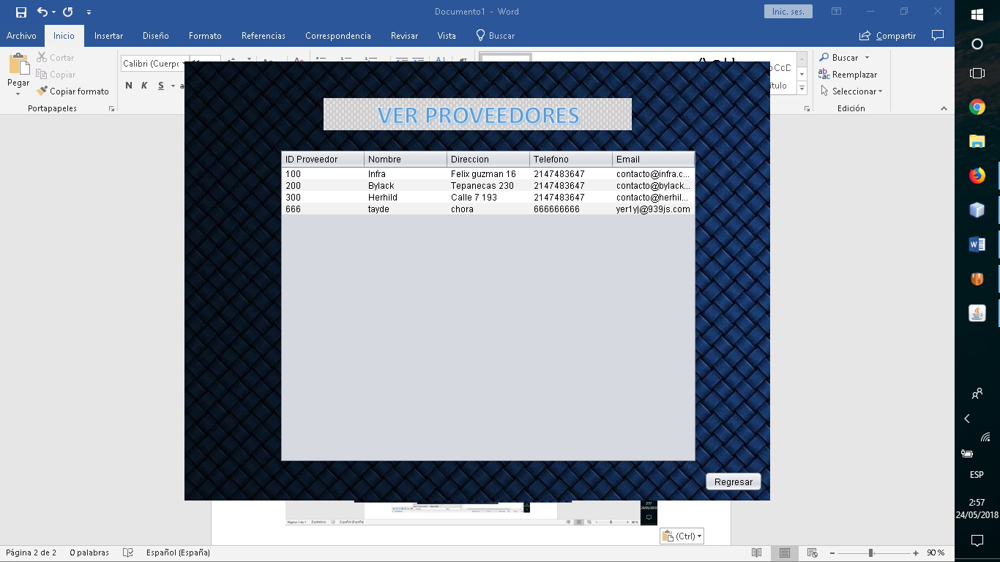 Documento1 - Word
Inic. ses.
Archivo Inicio Insertar Diseño Formato Referencias Correspondencia Revisar Vista Buscar Compartir
Pegar
Cortar
Copiar
Copiar formato
Portapapeles
Calibri (Cuerpo
N K S
Buscar
Reemplazar
Seleccionar
Edición
VER PROVEEDORES
ID Proveedor Nombre Direccion Telefono Email
100 Infra Felix guzman 16 2147483647 contacto@infra.c...
200 Bylack Tepanecas 230 2147483647 contacto@bylack...
300 Herhild Calle 7 193 2147483647 contacto@herhil...
666 tayde chora 666666666 yer1y|@939js.com
Regresar
(Ctrl)
Página 2 de 2 0 palabras Español (España) 90 %
ESP
2:57
24/05/2018